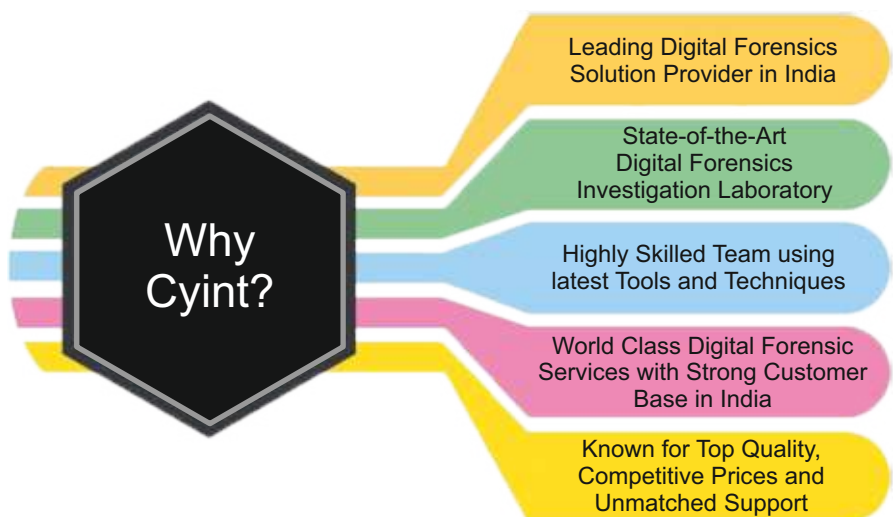 Why
Cyint?
Leading Digital Forensics
Solution Provider in India
State-of-the-Art
Digital Forensics
Investigation Laboratory
Highly Skilled Team using
latest Tools and Techniques
World Class Digital Forensic
Services with Strong Customer
Base in India
Known for Top Quality,
Competitive Prices and
Unmatched Support